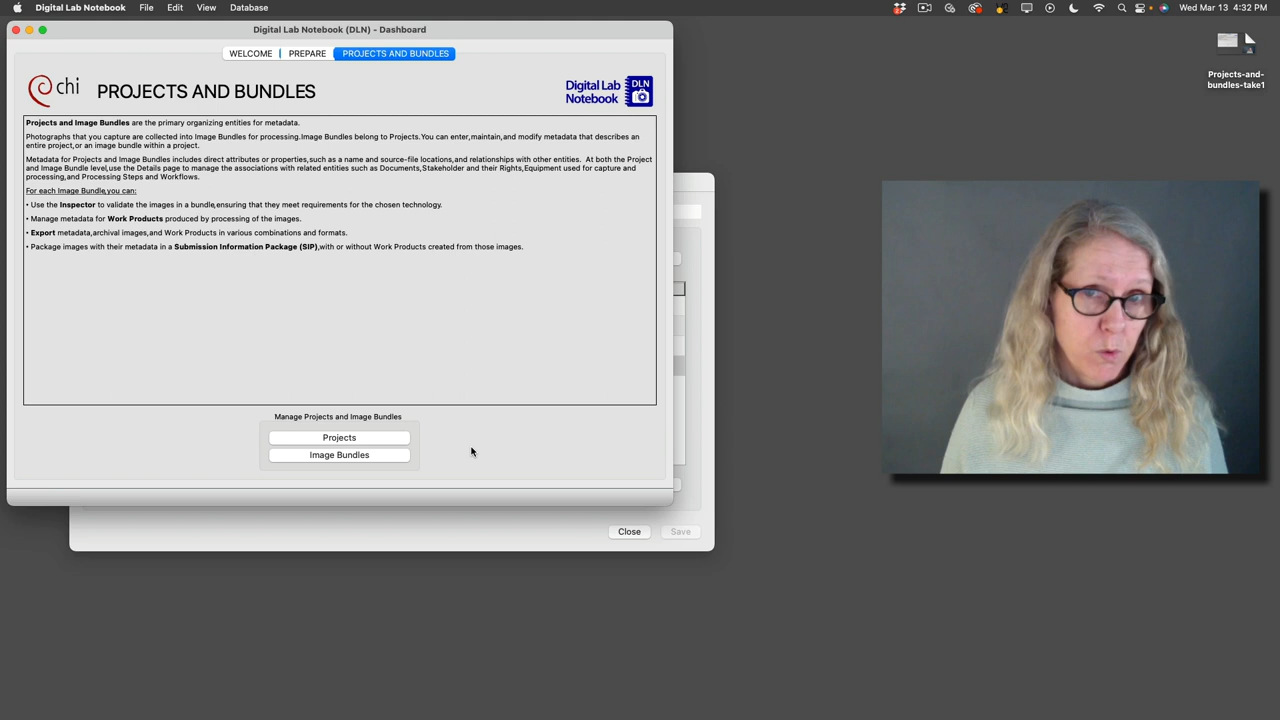 Digital Lab Notebook File Edit View Database Wed Mar 13 4:32 PM
Digital Lab Notebook (DLN) - Dashboard
WELCOME PREPARE PROJECTS AND BUNDLES
chi PROJECTS AND BUNDLES
Digital Lab
Notebook
DLN
Projects and Image Bundles are the primary organizing entities for metadata.
Photographs that you capture are collected into Image Bundles for processing.Image Bundles belong to Projects.You can enter,maintain,and modify metadata that describes an
entire project,or an image bundle within a project.
Metadata for Projects and Image Bundles includes direct attributes or properties,such as a name and source-file locations,and relationships with other entities. At both the Project
and Image Bundle level,use the Details page to manage the associations with related entities such as Documents,Stakeholder and their Rights,Equipment used for capture and
processing,and Processing Steps and Workflows.
For each Image Bundle,you can:
• Use the Inspector to validate the images in a bundle,ensuring that they meet requirements for the chosen technology.
• Manage metadata for Work Products produced by processing of the images.
• Export metadata,archival images,and Work Products in various combinations and formats.
• Package images with their metadata in a Submission Information Package (SIP),with or without Work Products created from those images.
Manage Projects and Image Bundles
Projects
Image Bundles
Close Save
Projects-and-
bundles-take1